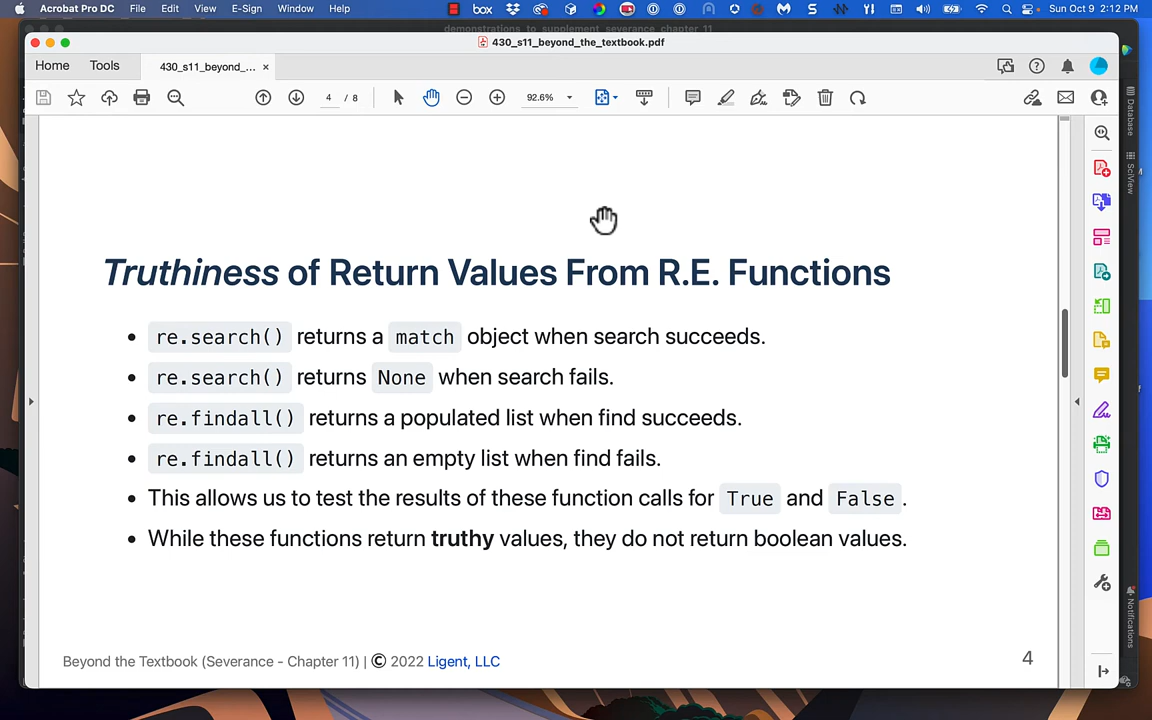 Acrobat Pro DC File Edit View E-Sign Window Help Sun Oct 9 2:12 PM
demonstrations_to_supplement_severance_chapter_11
430_s11_beyond_the_textbook.pdf
Home Tools 430_s11_beyond_... ×
4 / 8 92.6%
Database
SciView
Truthiness of Return Values From R.E. Functions
• re.search() returns a match object when search succeeds.
• re.search() returns None when search fails.
• re.findall() returns a populated list when find succeeds.
• re.findall() returns an empty list when find fails.
• This allows us to test the results of these function calls for True and False.
• While these functions return truthy values, they do not return boolean values.
Notifications
Beyond the Textbook (Severance - Chapter 11) | © 2022 Ligent, LLC
4